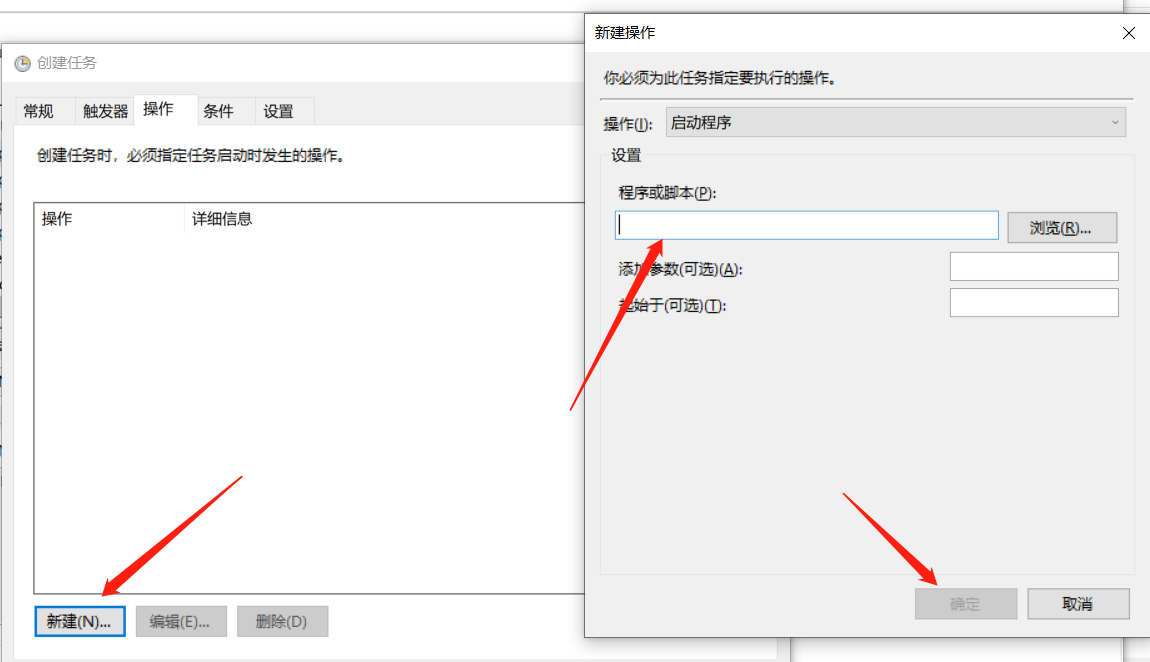 创建任务
常规
触发器
操作
条件
设置
创建任务时，必须指定任务启动时发生的操作。
操作
详细信息
新建(N)...
编辑(E)...
删除(D)
新建操作
你必须为此任务指定要执行的操作。
操作(I):
启动程序
设置
程序或脚本(P):
浏览(R)...
添加参数(可选)(A):
起始于(可选)(T):
确定
取消